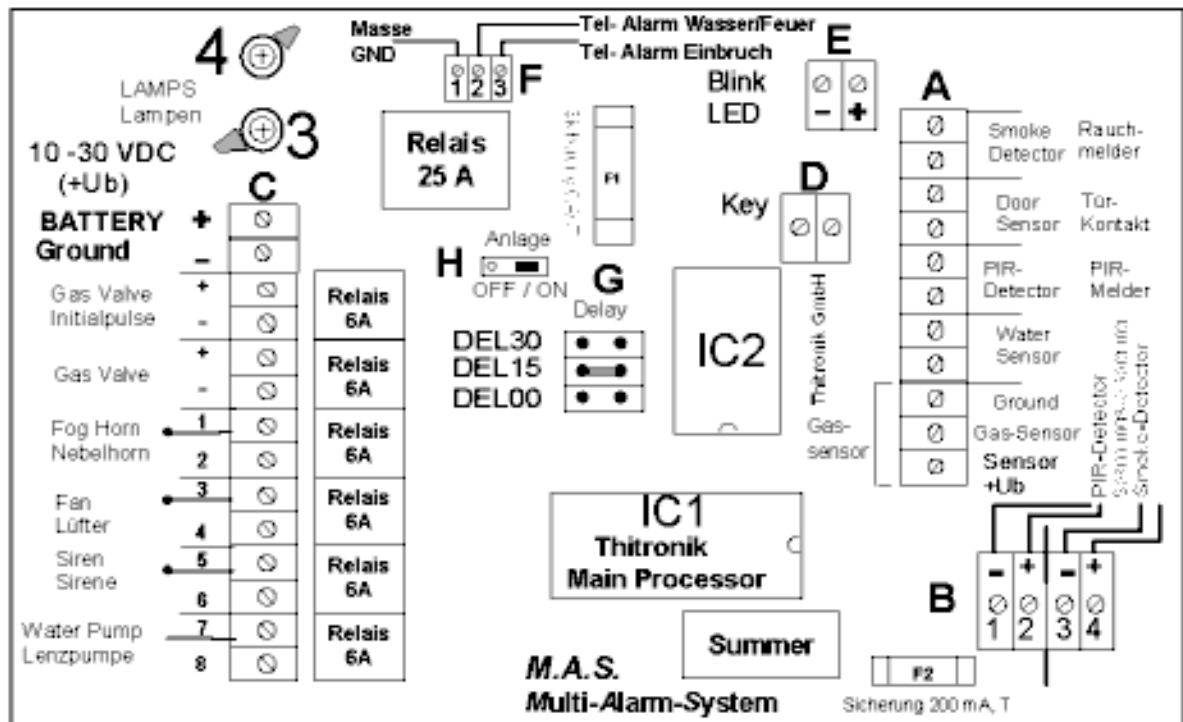 4
LAMPS
Lampen
3
10 -30 VDC
(+Ub)
C
BATTERY +
Ground -
Gas Valve + -
Initialpulse
Gas Valve + -
Fog Horn 1
Nebelhorn 2
Fan 3
Lüfter 4
Siren 5
Sirene 6
Water Pump 7
Lenzpumpe 8
Relais
6A
Relais
6A
Relais
6A
Relais
6A
Relais
6A
Relais
6A
Masse
GND
Tel- Alarm Wasser/Feuer
Tel- Alarm Einbruch
1 2 3 F
Relais
25 A
F1
Anlage
H
OFF / ON
G
Delay
DEL30
DEL15
DEL00
E
Blink
LED
- +
D
Key
IC2
Thitronik GmbH
A
Smoke Rauch-
Detector melder
Door Tür-
Sensor Kontakt
PIR- PIR-
Detector Melder
Water
Sensor
Ground
Gas-Sensor
Sensor
+Ub
Gas-
sensor
PIR-Detector
Smoke-Detector
IC1
Thitronik
Main Processor
B
- + - +
1 2 3 4
Summer
F2
Sicherung 200 mA, T
M.A.S.
Multi-Alarm-System